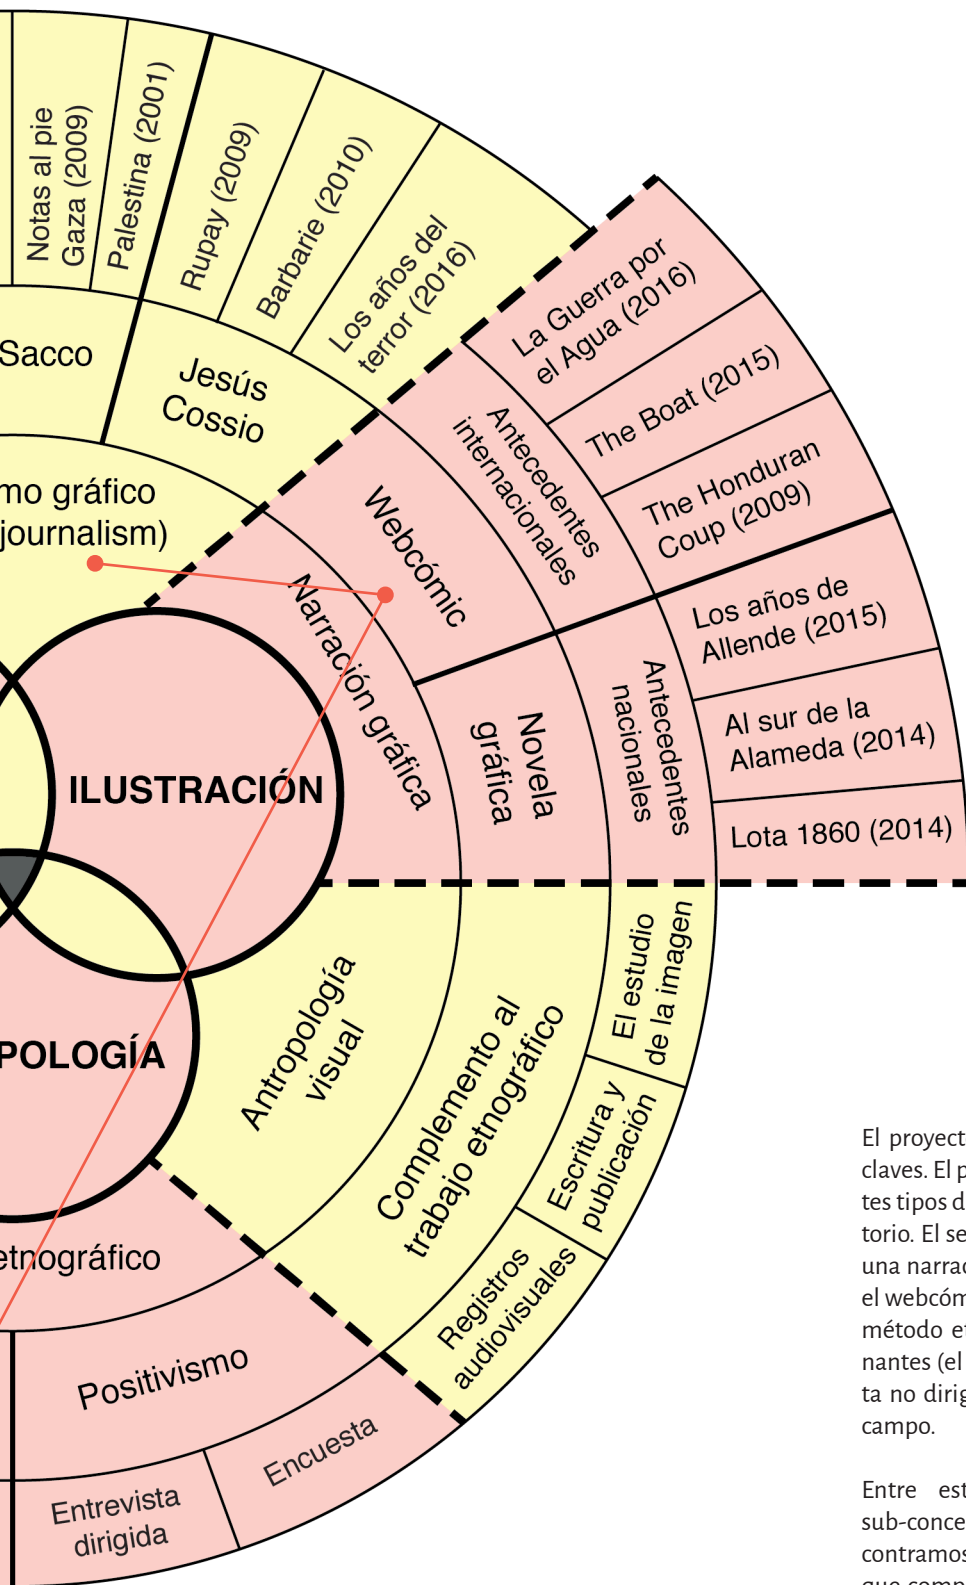 Notas al pie
Gaza (2009)
Palestina (2001)
Rupay (2009)
Barbarie (2010)
Los años del
terror (2016)
La Guerra por
el Agua (2016)
The Boat (2015)
The Honduran
Coup (2009)
Los años de
Allende (2015)
Al sur de la
Alameda (2014)
Lota 1860 (2014)
Sacco
Jesús
Cossio
mo gráfico
journalism)
Webcómic
Antecedentes
internacionales
Narración gráfica
Novela
gráfica
Antecedentes
nacionales
ILUSTRACIÓN
POLOGÍA
Antropología
visual
Complemento al
trabajo etnográfico
El estudio
de la imagen
Escritura y
publicación
Registros
audiovisuales
etnográfico
Positivismo
Entrevista
dirigida
Encuesta
El proyect
claves. El p
tes tipos d
torio. El se
una narrac
el webcóm
método et
nantes (el
ta no dirig
campo.
Entre est
sub-conce
contramos
que comp